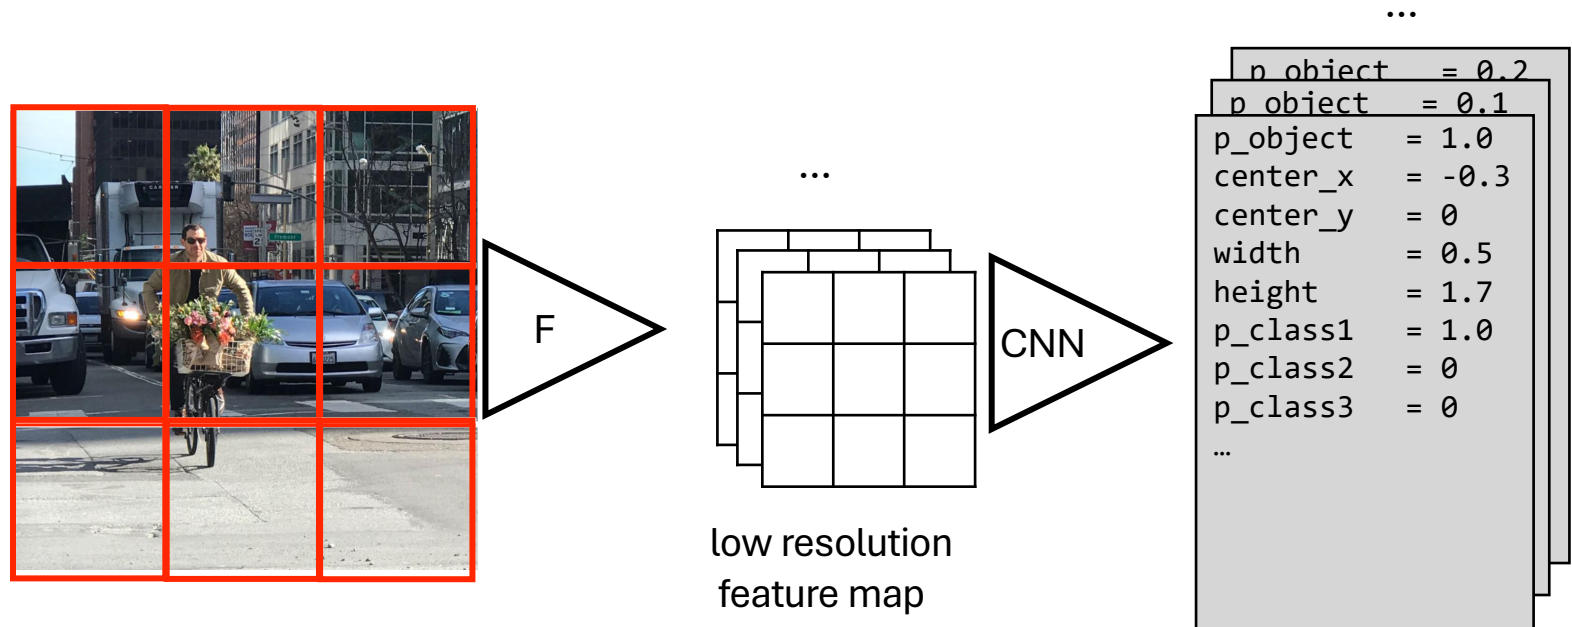 ...
p_object = 0.2
p_object = 0.1
p_object = 1.0
center_x = -0.3
center_y = 0
width = 0.5
height = 1.7
p_class1 = 1.0
p_class2 = 0
p_class3 = 0
…
...
F
CNN
low resolution
feature map